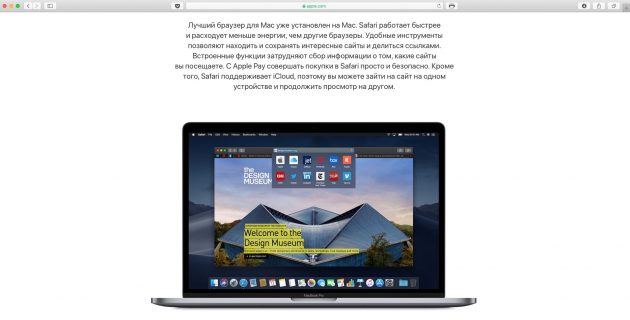 apple.com
Лучший браузер для Mac уже установлен на Mac. Safari работает быстрее
и расходует меньше энергии, чем другие браузеры. Удобные инструменты
позволяют находить и сохранять интересные сайты и делиться ссылками.
Встроенные функции затрудняют сбор информации о том, какие сайты
вы посещаете. С Apple Pay совершать покупки в Safari просто и безопасно. Кроме
того, Safari поддерживает iCloud, поэтому вы можете зайти на сайт на одном
устройстве и продолжить просмотр на другом.
Safari File Edit View History Bookmarks Window Help
the
DESIGN
MUSEUM
Welcome to the
Design Museum
MacBook Pro